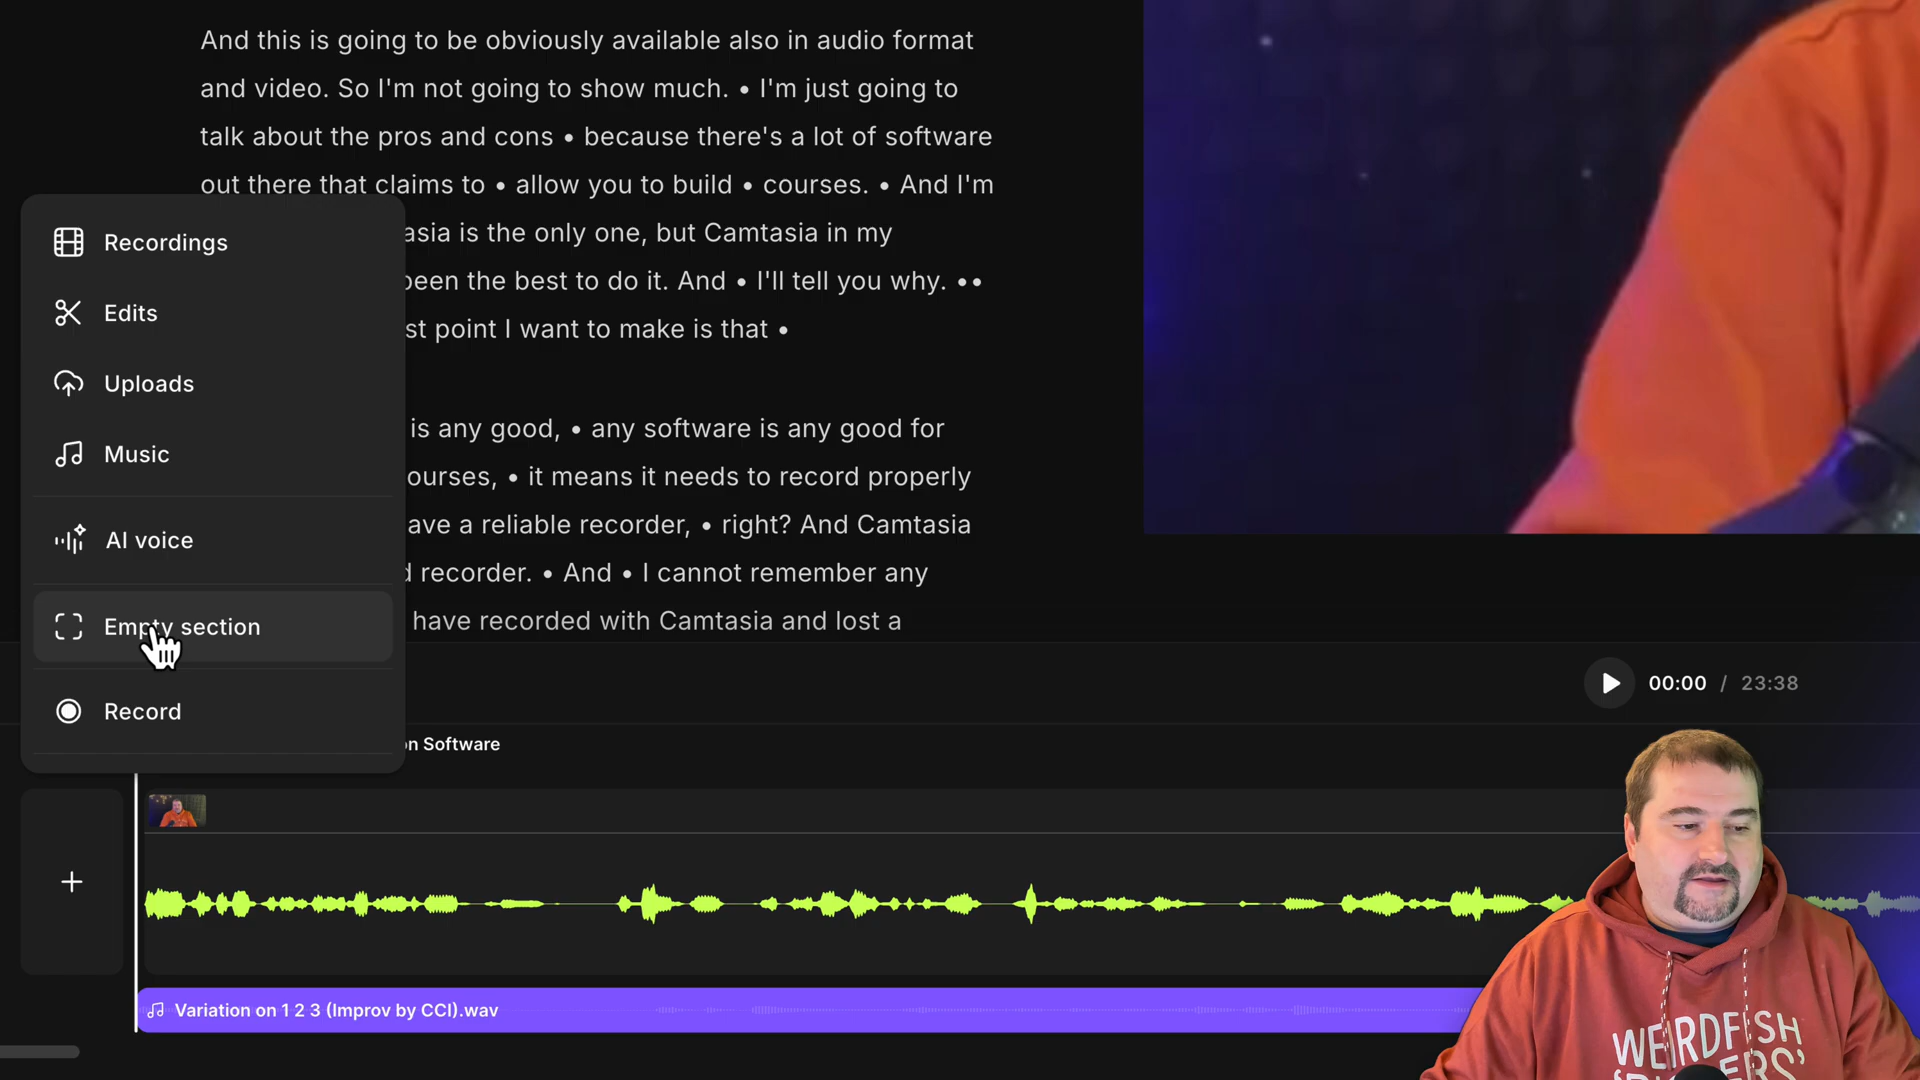 And this is going to be obviously available also in audio format
and video. So I'm not going to show much. • I'm just going to
talk about the pros and cons • because there's a lot of software
out there that claims to • allow you to build • courses. • And I'm
asia is the only one, but Camtasia in my
been the best to do it. And • I'll tell you why. ••
st point I want to make is that •
is any good, • any software is any good for
ourses, • it means it needs to record properly
ave a reliable recorder, • right? And Camtasia
d recorder. • And • I cannot remember any
have recorded with Camtasia and lost a
Recordings
Edits
Uploads
Music
AI voice
Empty section
Record
00:00 / 23:38
on Software
+
Variation on 1 2 3 (Improv by CCI).wav
WEIRDFISH